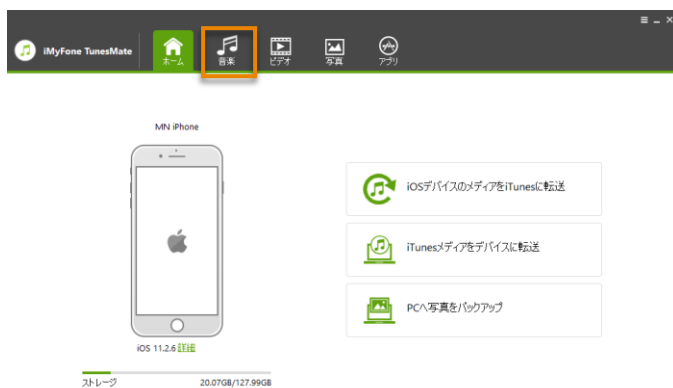 iMyFone TunesMate
ホーム
音楽
ビデオ
写真
アプリ
MN iPhone
iOS 11.2.6 詳細
ストレージ 20.07GB/127.99GB
iOSデバイスのメディアをiTunesに転送
iTunesメディアをデバイスに転送
PCへ写真をバックアップ